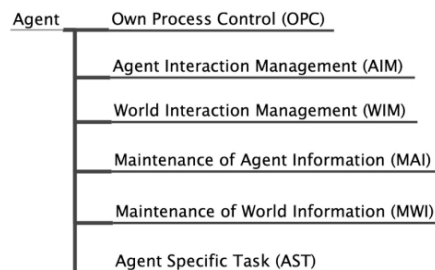 Agent
Own Process Control (OPC)
Agent Interaction Management (AIM)
World Interaction Management (WIM)
Maintenance of Agent Information (MAI)
Maintenance of World Information (MWI)
Agent Specific Task (AST)